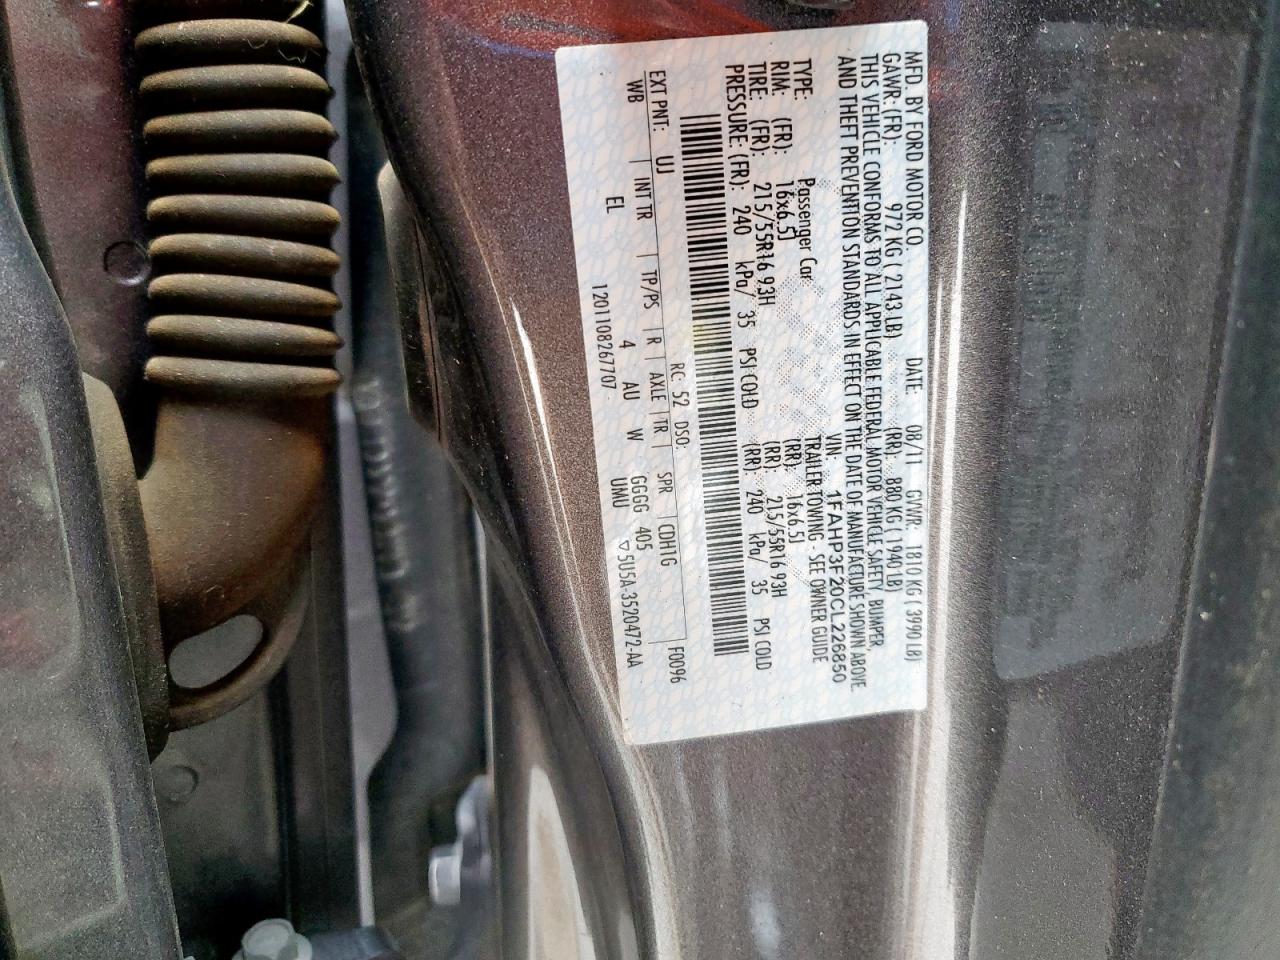 MFD. BY FORD MOTOR CO.
DATE: 08/11 GVWR: 1810 KG ( 3990 LB)
GAWR: (FR): 972 KG ( 2143 LB) (RR): 880 KG ( 1940 LB)
THIS VEHICLE CONFORMS TO ALL APPLICABLE FEDERAL MOTOR VEHICLE SAFETY, BUMPER,
AND THEFT PREVENTION STANDARDS IN EFFECT ON THE DATE OF MANUFACTURE SHOWN ABOVE.
VIN: 1FAHP3F20CL226850
TYPE: Passenger Car TRAILER TOWING - SEE OWNER GUIDE
RIM: (FR): 16x6.5J (RR): 16x6.5J
TIRE: (FR): 215/55R16 93H (RR): 215/55R16 93H
PRESSURE: (FR): 240 kPa/ 35 PSI COLD (RR): 240 kPa/ 35 PSI COLD
F0096
RC: 52 DSO:
EXT PNT: UJ | INT TR | TP/PS | R | AXLE | TR | SPR | CDH1G
WB EL 4 AU W GGGG 405
UMU
1201108267707 ▽5U5A-3520472-AA